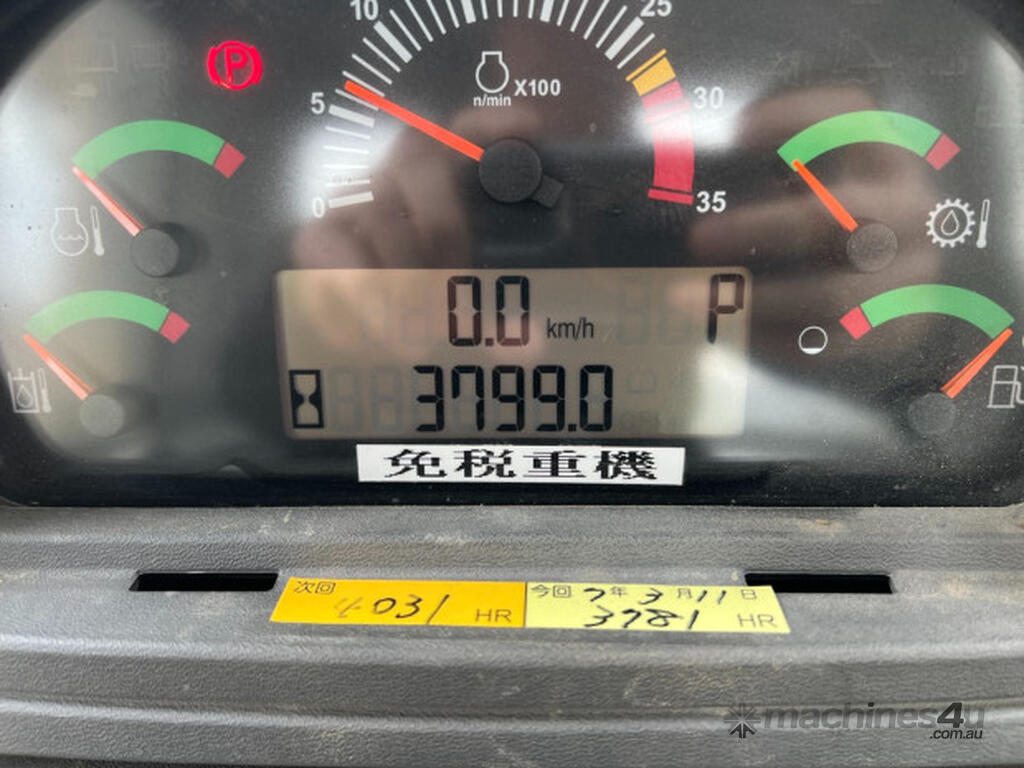 10
25
5
n/min X100
30
0
35
P
0.0 km/h P
3799.0
免税重機
次回 4031 HR
今回 7年 3月11日
3781 HR
machines4u
.com.au